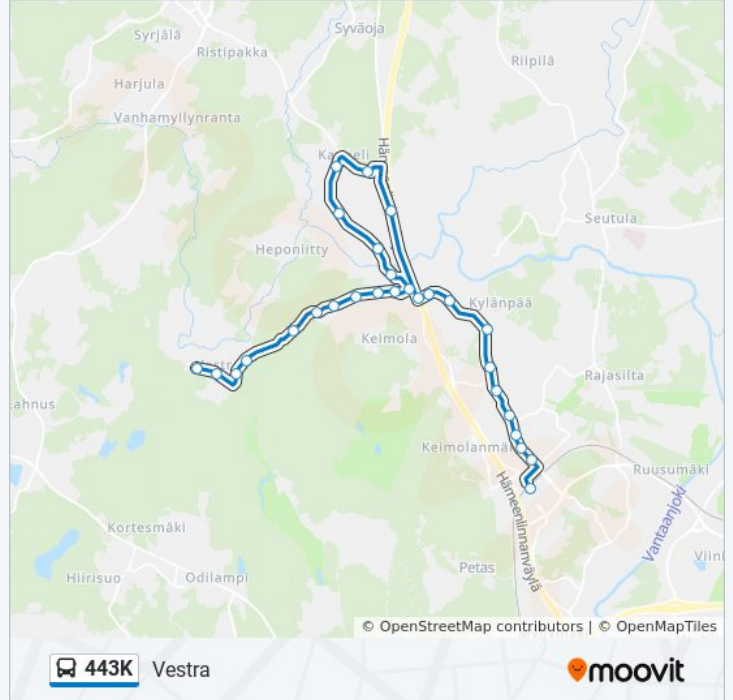 Syväoja
Syrjälä
Ristipakka
Riipilä
Harjula
Vanhamyllynranta
Seutula
Heponiitty
Kylänpää
Keimola
Rajasilta
Keimolanmäki
Ruusumäki
Hämeenlinnanväylä
Vantaanjoki
Kortesmäki
Petas
Hiirisuo
Odilampi
© OpenStreetMap contributors | © OpenMapTiles
443K Vestra
moovit